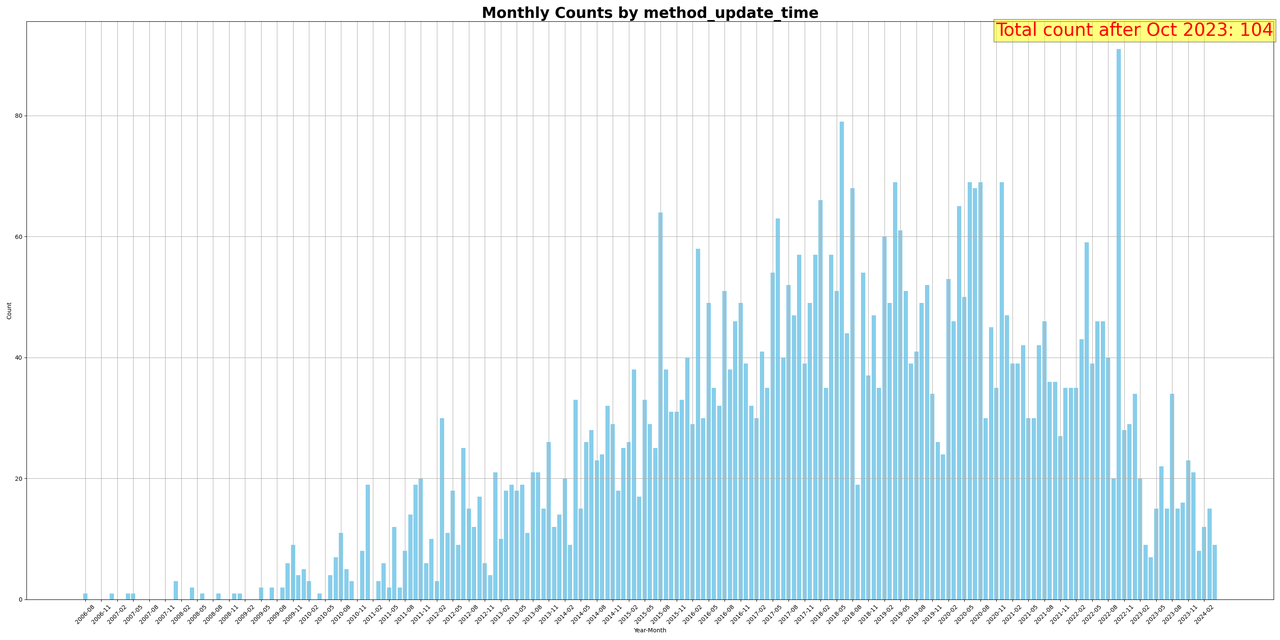 Monthly Counts by method_update_time
Total count after Oct 2023: 104
Count
80
60
40
20
0
2006-08 2006-11 2007-02 2007-05 2007-08 2007-11 2008-02 2008-05 2008-08 2008-11 2009-02 2009-05 2009-08 2009-11 2010-02 2010-05 2010-08 2010-11 2011-02 2011-05 2011-08 2011-11 2012-02 2012-05 2012-08 2012-11 2013-02 2013-05 2013-08 2013-11 2014-02 2014-05 2014-08 2014-11 2015-02 2015-05 2015-08 2015-11 2016-02 2016-05 2016-08 2016-11 2017-02 2017-05 2017-08 2017-11 2018-02 2018-05 2018-08 2018-11 2019-02 2019-05 2019-08 2019-11 2020-02 2020-05 2020-08 2020-11 2021-02 2021-05 2021-08 2021-11 2022-02 2022-05 2022-08 2022-11 2023-02 2023-05 2023-08 2023-11 2024-02
Year-Month